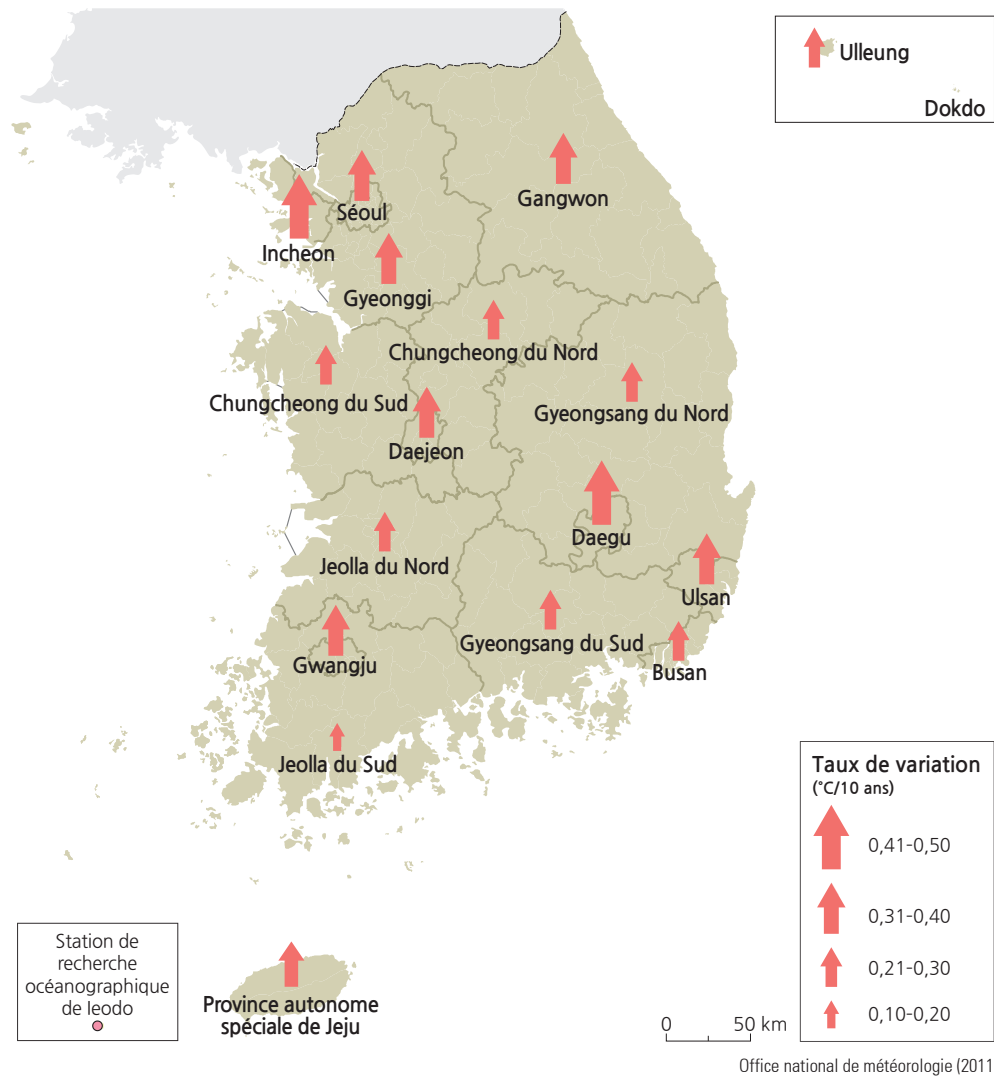 Ulleung
Dokdo
Gangwon
Séoul
Incheon
Gyeonggi
Chungcheong du Nord
Chungcheong du Sud
Gyeongsang du Nord
Daejeon
Daegu
Jeolla du Nord
Ulsan
Gyeongsang du Sud
Gwangju
Busan
Jeolla du Sud
Taux de variation
(°C/10 ans)
0,41-0,50
0,31-0,40
0,21-0,30
0,10-0,20
Station de
recherche
océanographique
de Ieodo
Province autonome
spéciale de Jeju
0 50 km
Office national de météorologie (2011